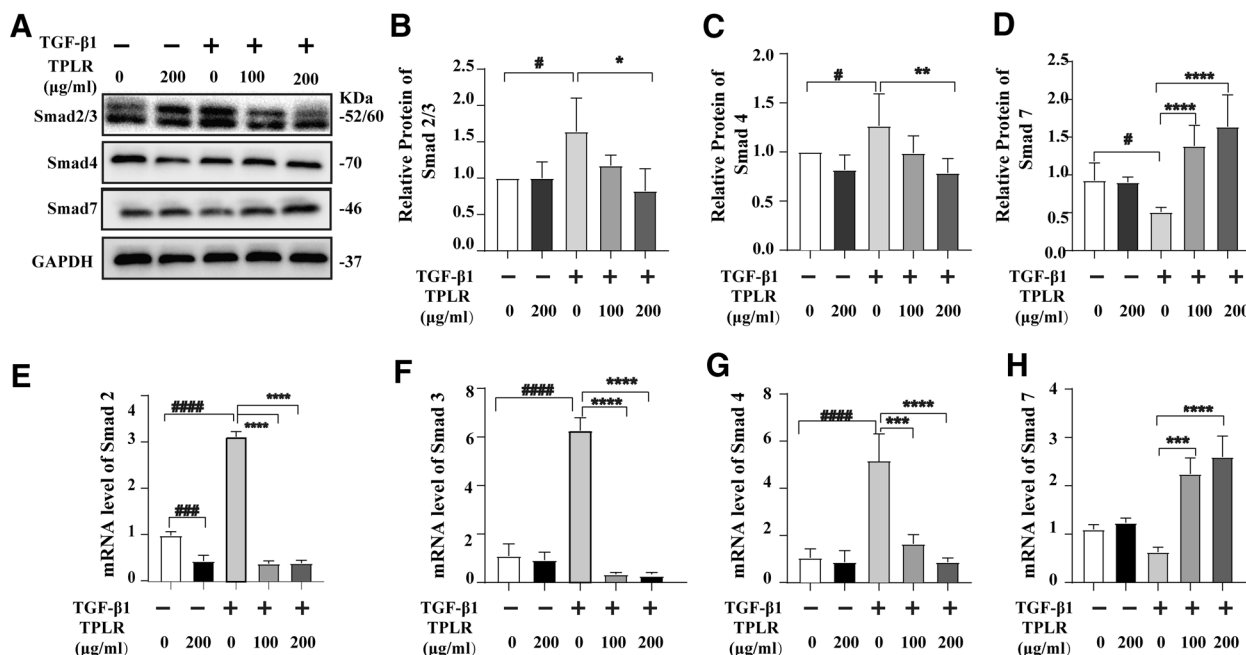 A
TGF-β1 − − + + +
TPLR
(μg/ml)
0 200 0 100 200
KDa
Smad2/3 -52/60
Smad4 -70
Smad7 -46
GAPDH -37
B
Relative Protein of
Smad 2/3
# *
2.5
2.0
1.5
1.0
0.5
0.0
TGF-β1 − − + + +
TPLR
(μg/ml) 0 200 0 100 200
C
Relative Protein of
Smad 4
# **
2.0
1.5
1.0
0.5
0.0
TGF-β1 − − + + +
TPLR
(μg/ml) 0 200 0 100 200
D
Relative Protein of
Smad 7
****
****
#
2.5
2.0
1.5
1.0
0.5
0.0
TGF-β1 − − + + +
TPLR
(μg/ml) 0 200 0 100 200
E
mRNA level of Smad 2
#### ****
****
###
4
3
2
1
0
TGF-β1 − − + + +
TPLR
(μg/ml) 0 200 0 100 200
F
mRNA level of Smad 3
#### ****
****
8
6
4
2
0
TGF-β1 − − + + +
TPLR
(μg/ml) 0 200 0 100 200
G
mRNA level of Smad 4
#### ****
***
8
6
4
2
0
TGF-β1 − − + + +
TPLR
(μg/ml) 0 200 0 100 200
H
mRNA level of Smad 7
****
***
4
3
2
1
0
TGF-β1 − − + + +
TPLR
(μg/ml) 0 200 0 100 200